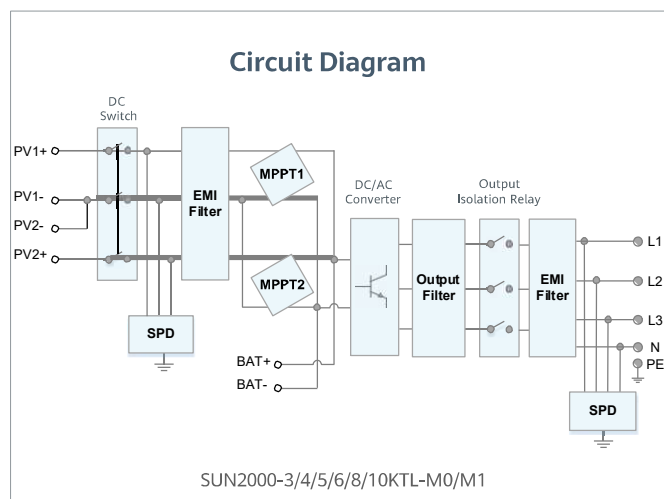 Circuit Diagram
DC
Switch
PV1+
PV1-
PV2-
PV2+
EMI
Filter
MPPT1
MPPT2
SPD
BAT+
BAT-
DC/AC
Converter
Output
Filter
Output
Isolation Relay
EMI
Filter
L1
L2
L3
N
PE
SPD
SUN2000-3/4/5/6/8/10KTL-M0/M1